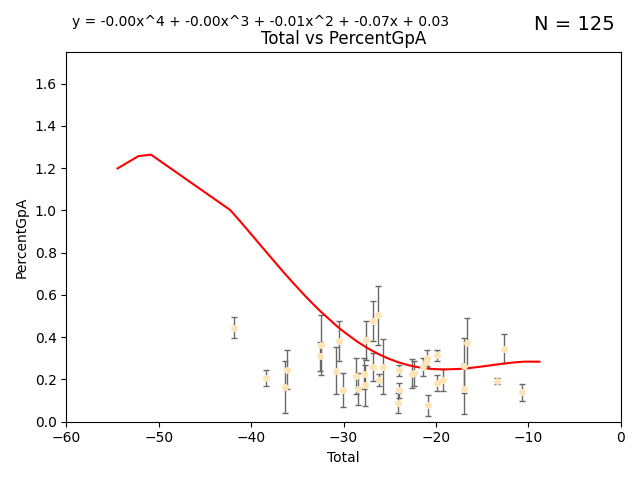 y = -0.00x^4 + -0.00x^3 + -0.01x^2 + -0.07x + 0.03
N = 125
Total vs PercentGpA
PercentGpA
1.6
1.4
1.2
1.0
0.8
0.6
0.4
0.2
0.0
−60 −50 −40 −30 −20 −10 0
Total